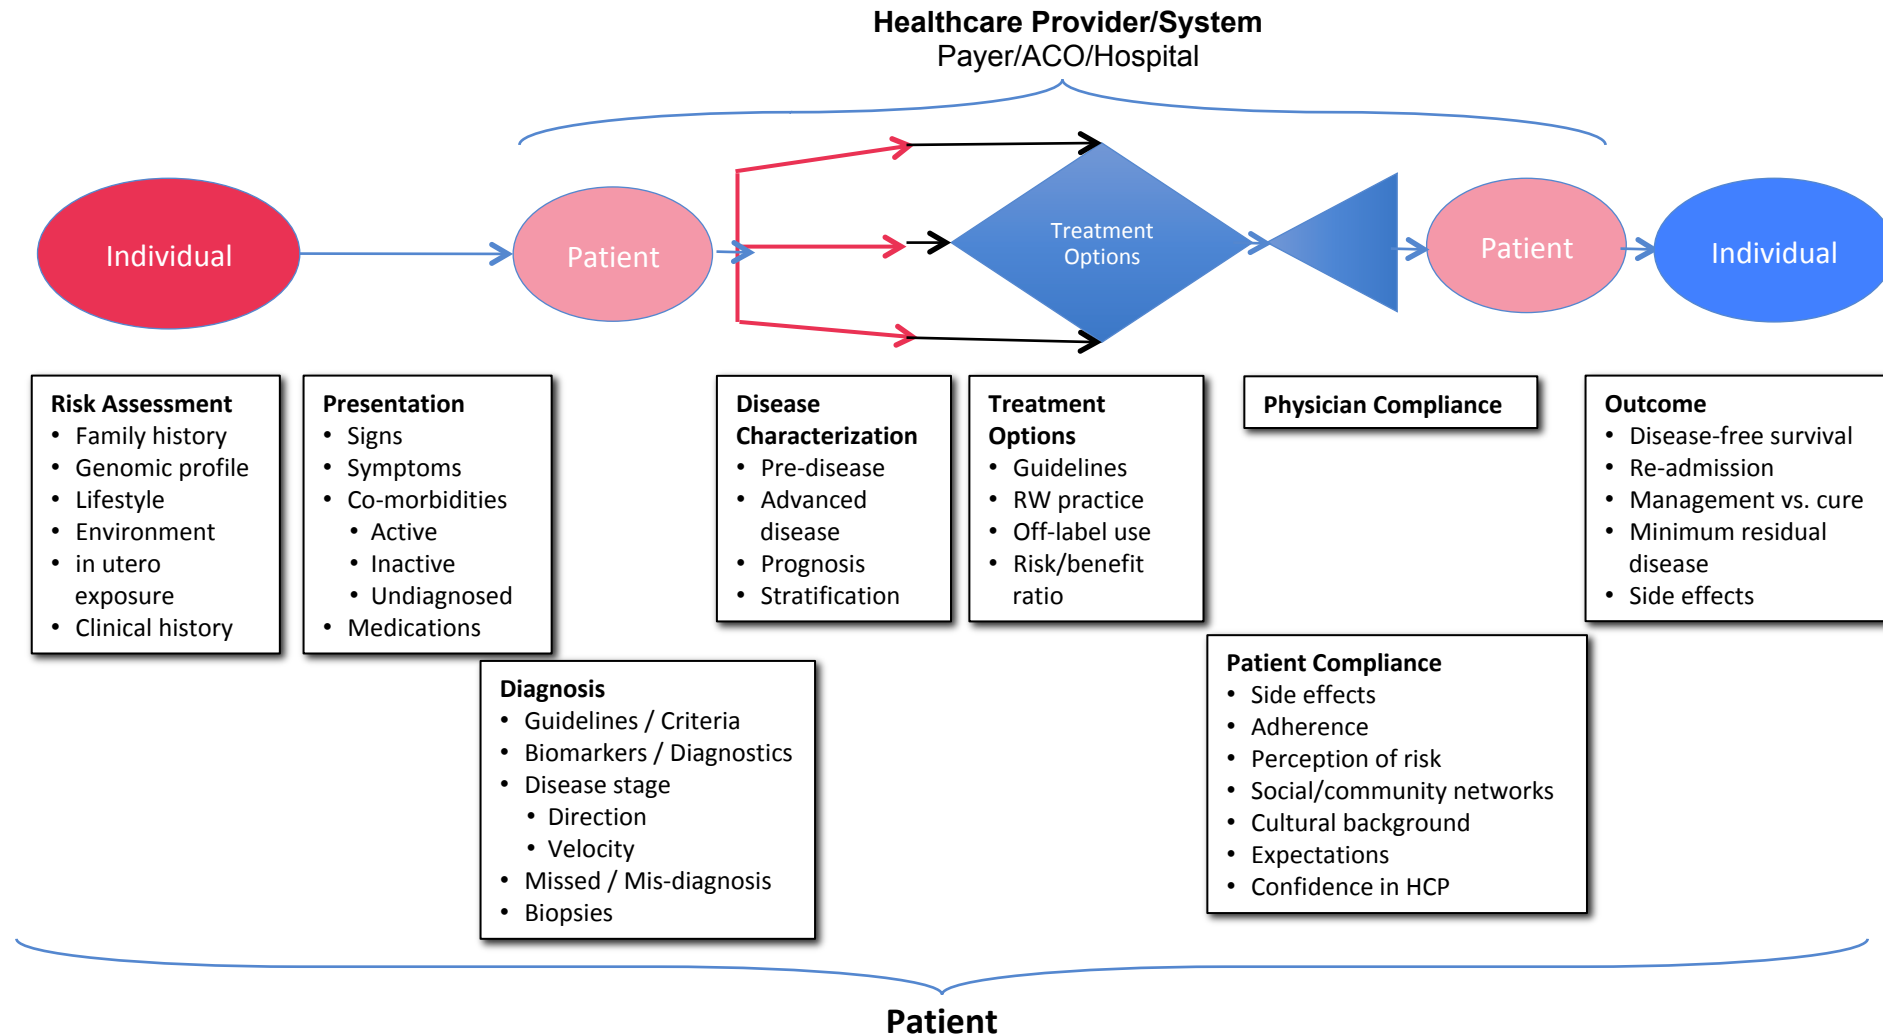 Healthcare Provider/System
Payer/ACO/Hospital
Individual
Patient
Treatment
Options
Patient
Individual
Risk Assessment
• Family history
• Genomic profile
• Lifestyle
• Environment
• in utero
exposure
• Clinical history
Presentation
• Signs
• Symptoms
• Co-morbidities
• Active
• Inactive
• Undiagnosed
• Medications
Diagnosis
• Guidelines / Criteria
• Biomarkers / Diagnostics
• Disease stage
• Direction
• Velocity
• Missed / Mis-diagnosis
• Biopsies
Disease
Characterization
• Pre-disease
• Advanced
disease
• Prognosis
• Stratification
Treatment
Options
• Guidelines
• RW practice
• Off-label use
• Risk/benefit
ratio
Physician Compliance
Patient Compliance
• Side effects
• Adherence
• Perception of risk
• Social/community networks
• Cultural background
• Expectations
• Confidence in HCP
Outcome
• Disease-free survival
• Re-admission
• Management vs. cure
• Minimum residual
disease
• Side effects
Patient